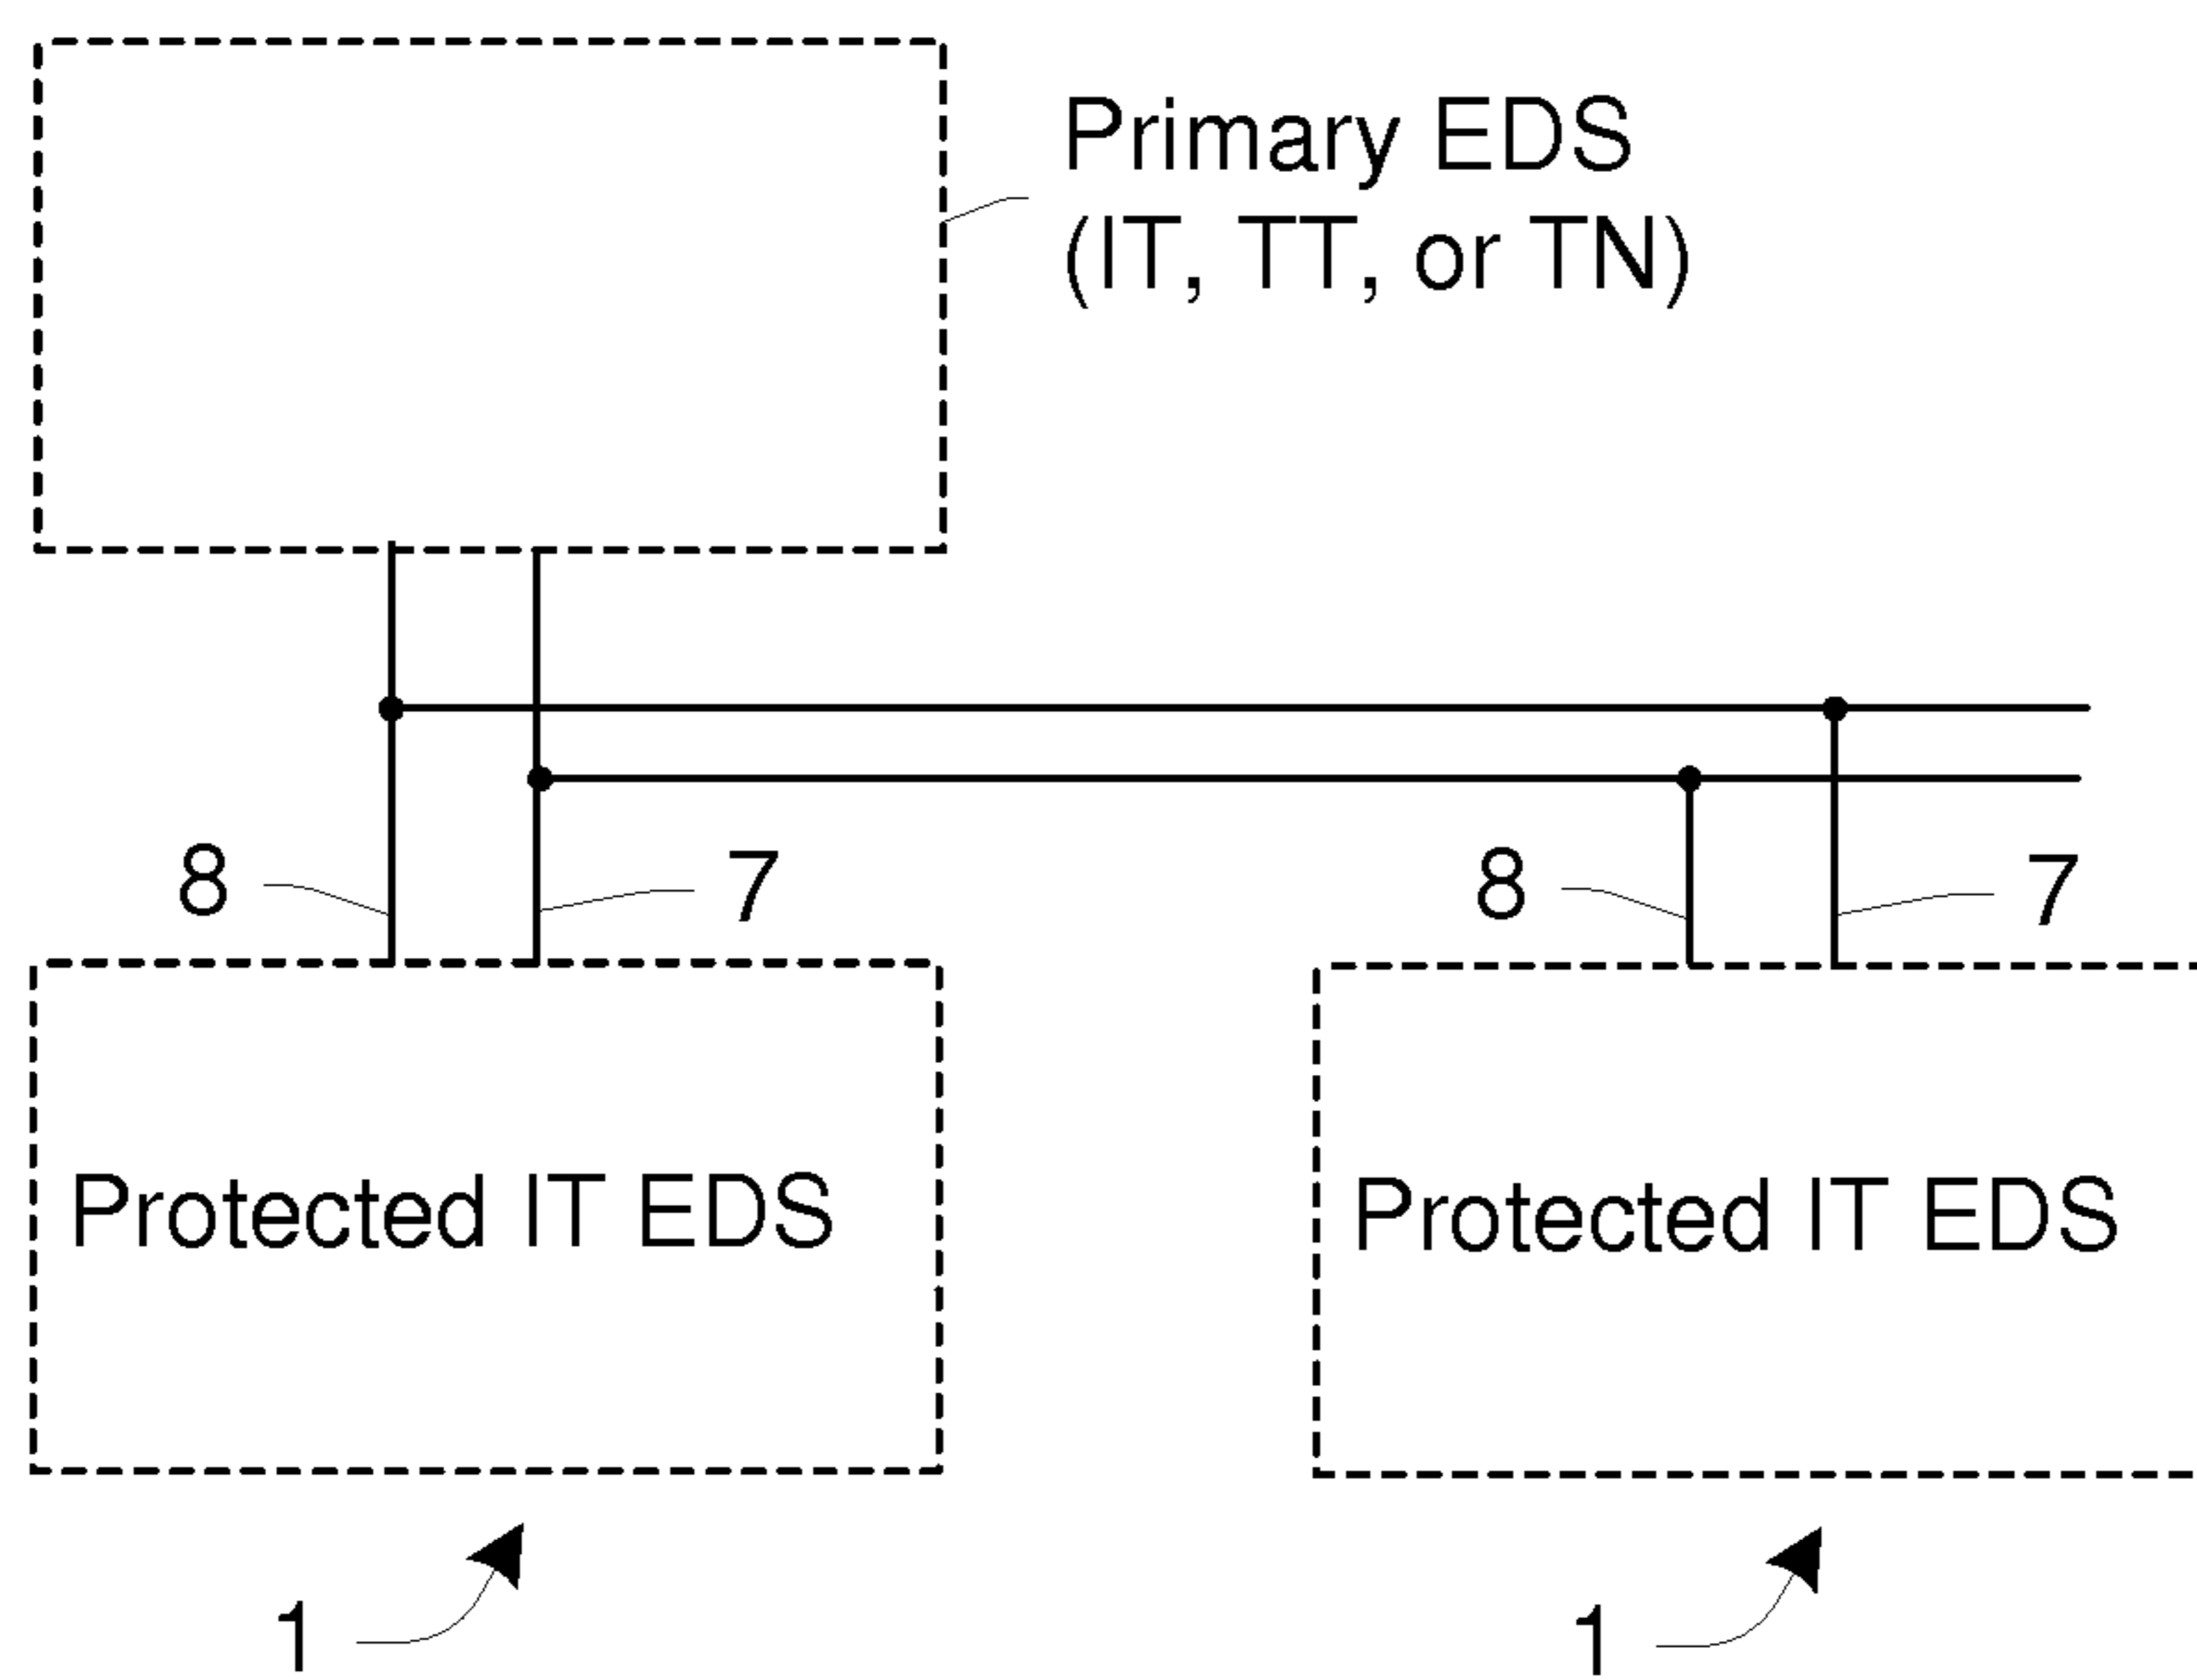 Primary EDS
(IT, TT, or TN)
8
7
8
7
Protected IT EDS
Protected IT EDS
1
1